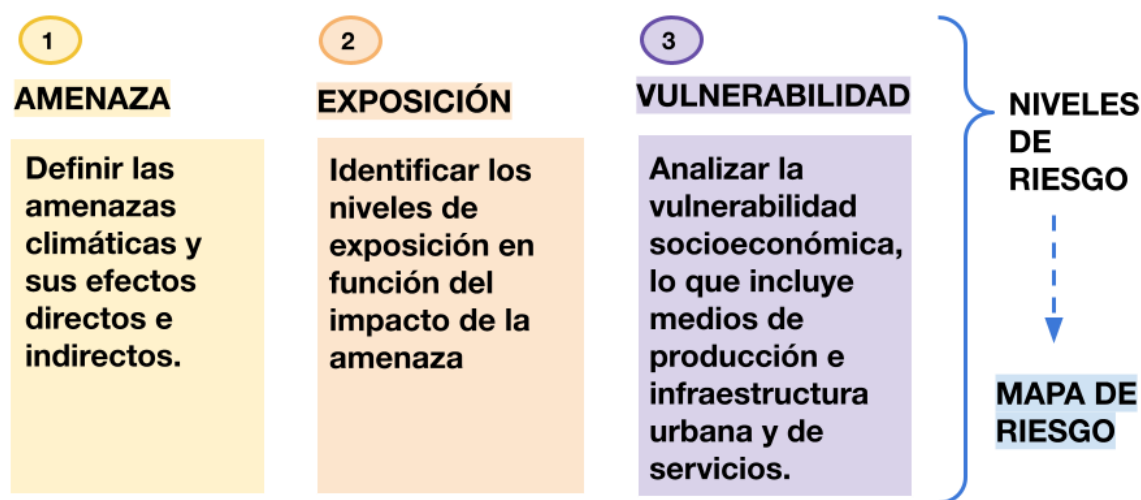 1
AMENAZA
Definir las
amenazas
climáticas y
sus efectos
directos e
indirectos.
2
EXPOSICIÓN
Identificar los
niveles de
exposición en
función del
impacto de la
amenaza
3
VULNERABILIDAD
Analizar la
vulnerabilidad
socioeconómica,
lo que incluye
medios de
producción e
infraestructura
urbana y de
servicios.
NIVELES
DE
RIESGO
MAPA DE
RIESGO